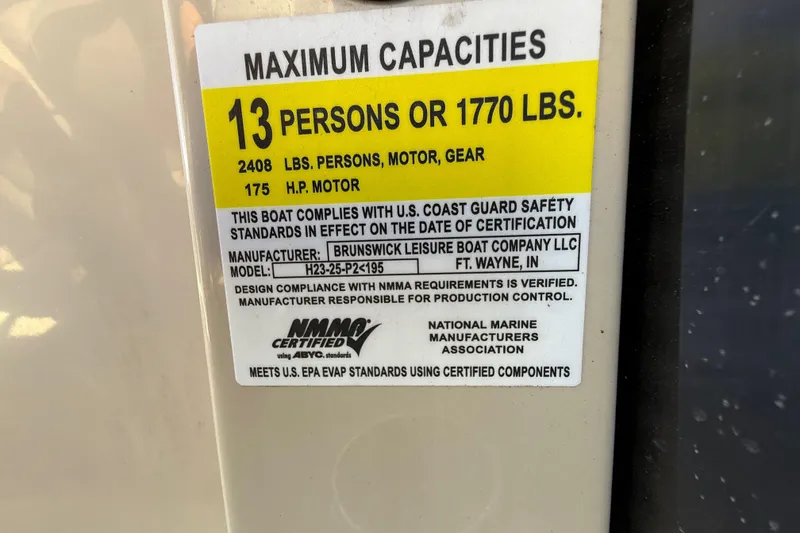 MAXIMUM CAPACITIES
13 PERSONS OR 1770 LBS.
2408 LBS. PERSONS, MOTOR, GEAR
175 H.P. MOTOR
THIS BOAT COMPLIES WITH U.S. COAST GUARD SAFETY
STANDARDS IN EFFECT ON THE DATE OF CERTIFICATION
MANUFACTURER: BRUNSWICK LEISURE BOAT COMPANY LLC
MODEL: H23-25-P2<195 FT. WAYNE, IN
DESIGN COMPLIANCE WITH NMMA REQUIREMENTS IS VERIFIED.
MANUFACTURER RESPONSIBLE FOR PRODUCTION CONTROL.
NMMA
CERTIFIED
using ABYC. standards
NATIONAL MARINE
MANUFACTURERS
ASSOCIATION
MEETS U.S. EPA EVAP STANDARDS USING CERTIFIED COMPONENTS